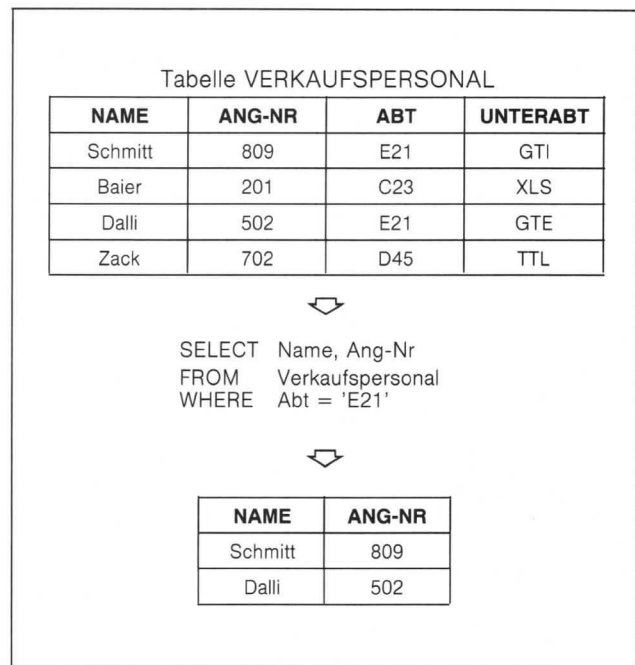 Tabelle VERKAUFSPERSONAL
NAME ANG-NR ABT UNTERABT
Schmitt 809 E21 GTI
Baier 201 C23 XLS
Dalli 502 E21 GTE
Zack 702 D45 TTL
SELECT Name, Ang-Nr
FROM Verkaufspersonal
WHERE Abt = 'E21'
NAME ANG-NR
Schmitt 809
Dalli 502